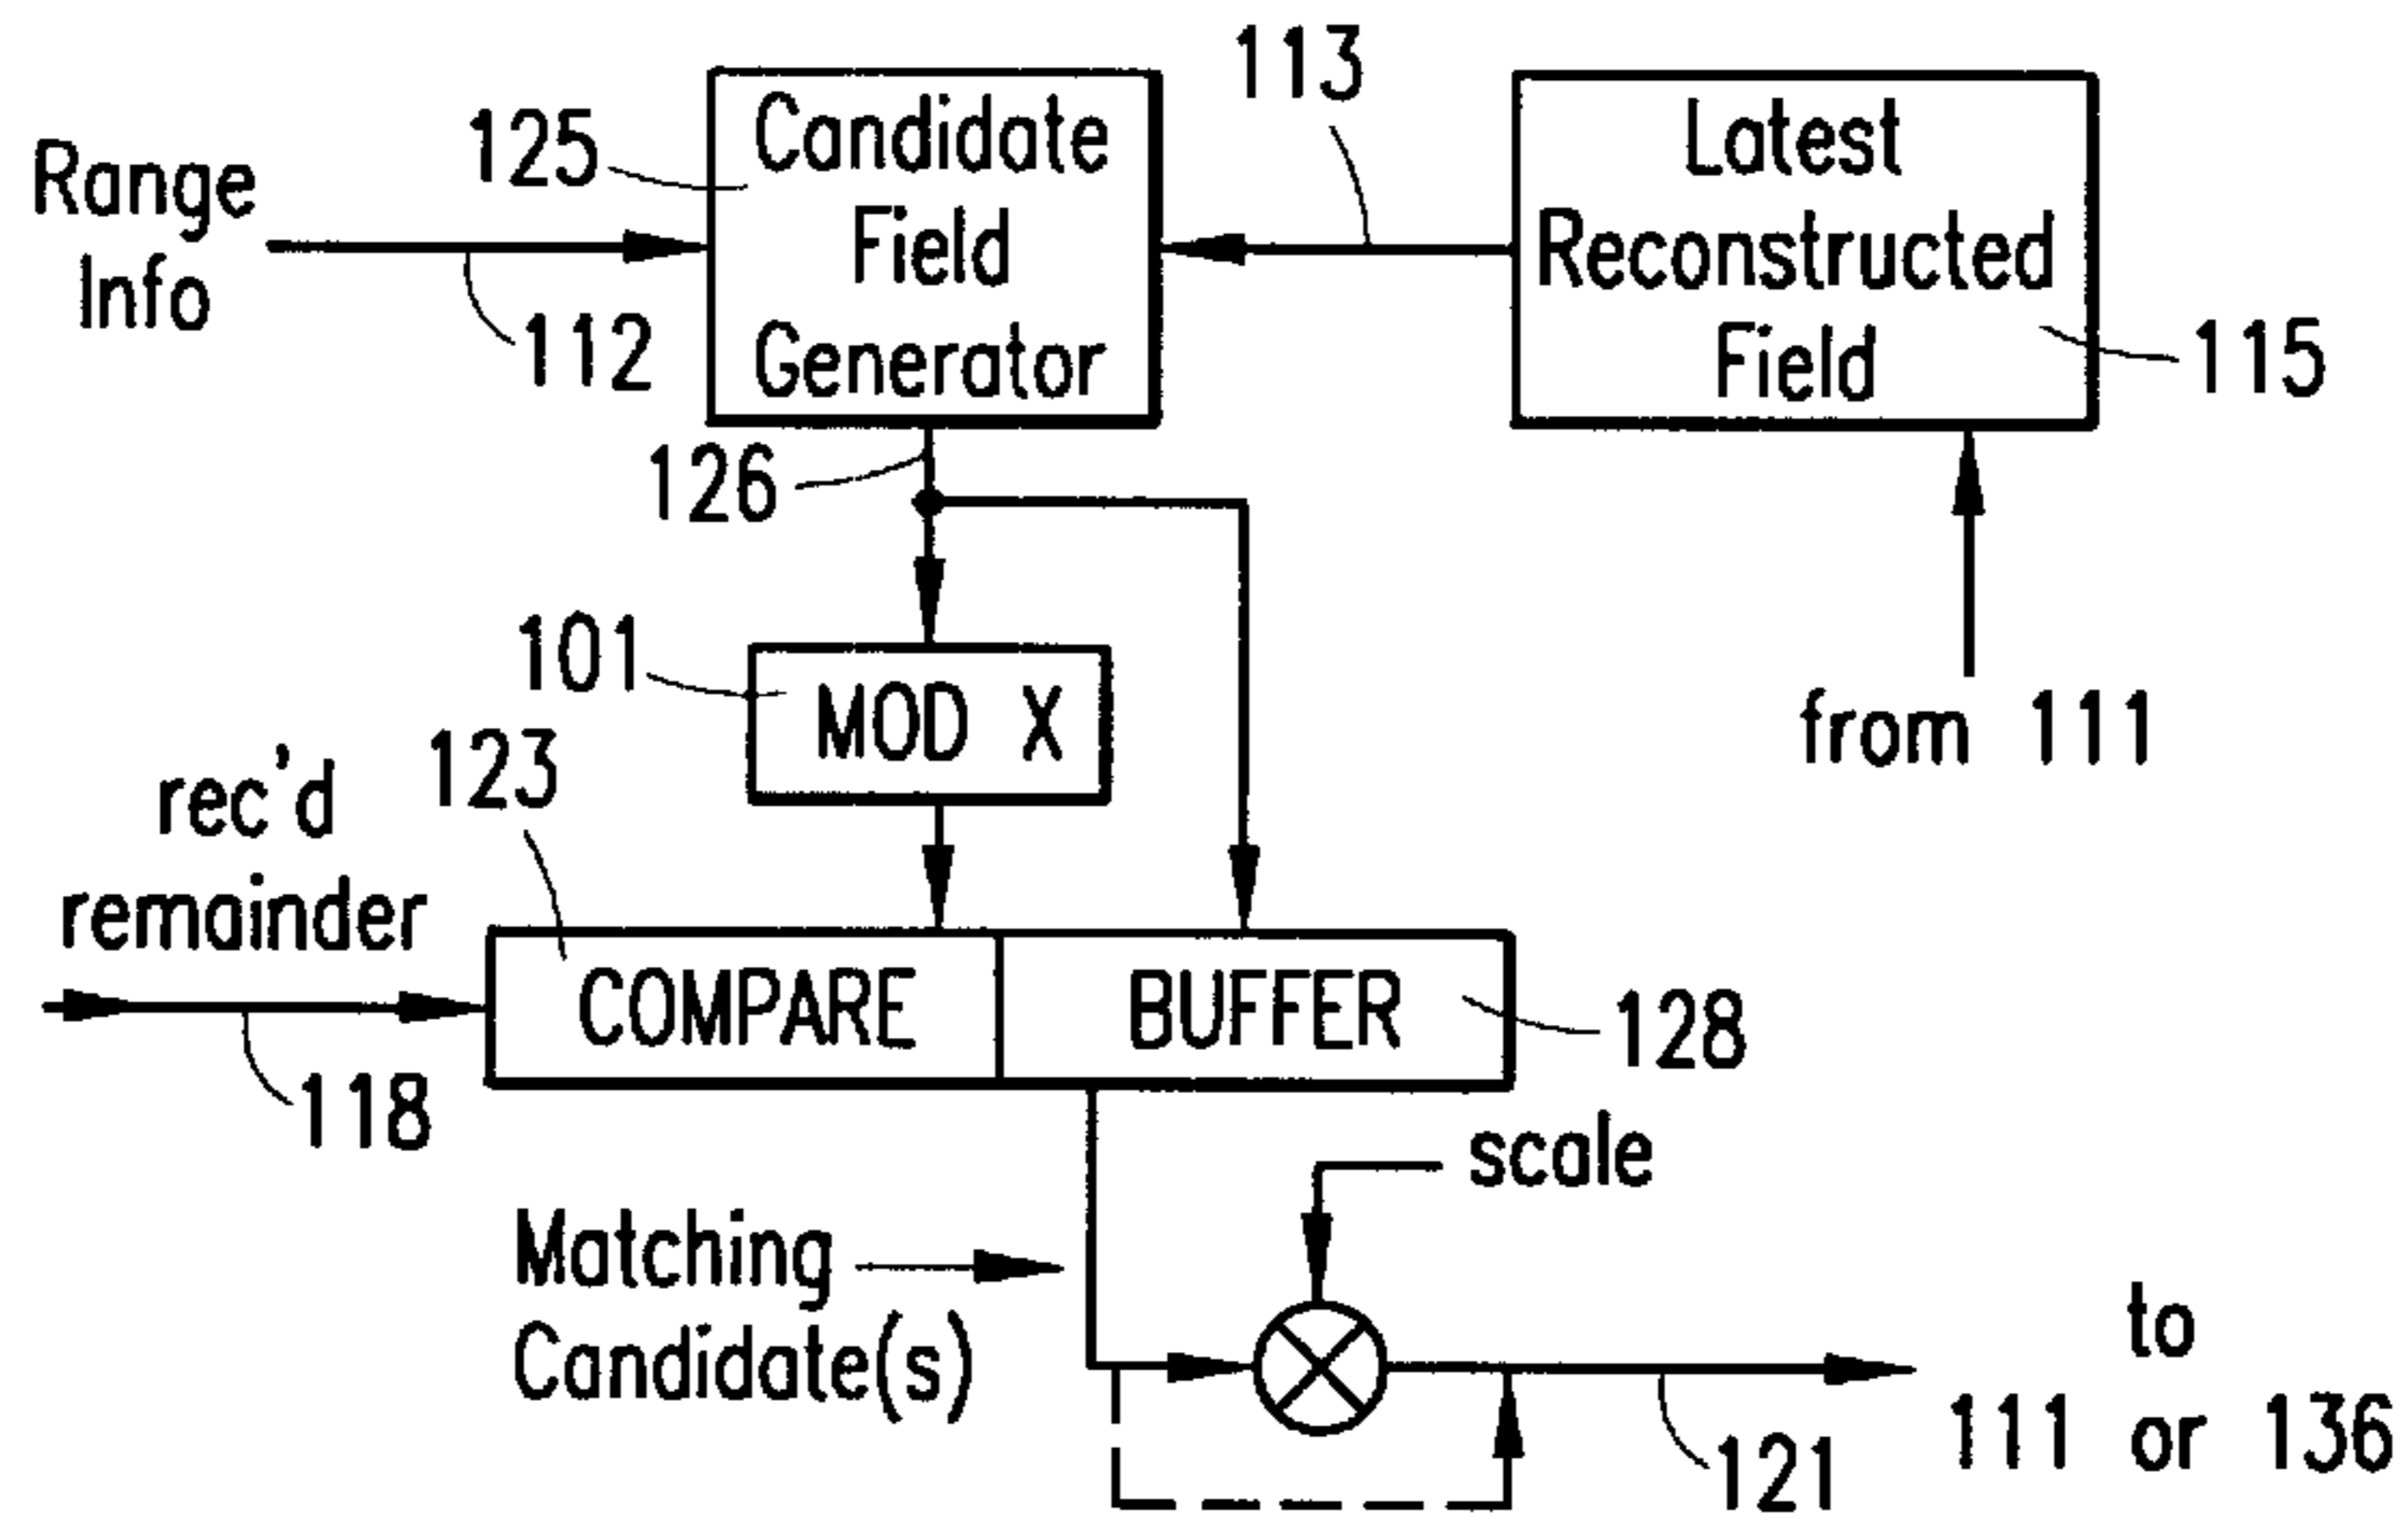 113
125
Candidate
Field
Generator
Latest
Reconstructed
Field
Range
Info
112
115
126
101
MOD X
from 111
123
rec'd
remainder
COMPARE
BUFFER
128
118
scale
Matching
Candidate(s)
to
111 or 136
121